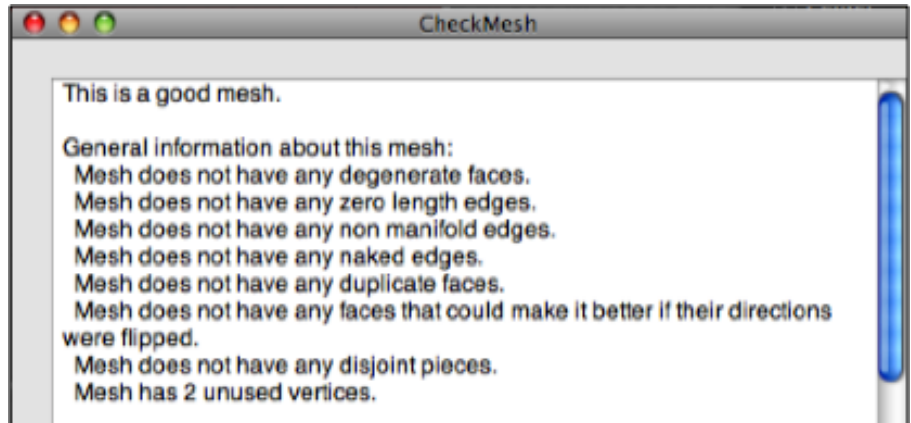 CheckMesh
This is a good mesh.
General information about this mesh:
Mesh does not have any degenerate faces.
Mesh does not have any zero length edges.
Mesh does not have any non manifold edges.
Mesh does not have any naked edges.
Mesh does not have any duplicate faces.
Mesh does not have any faces that could make it better if their directions
were flipped.
Mesh does not have any disjoint pieces.
Mesh has 2 unused vertices.